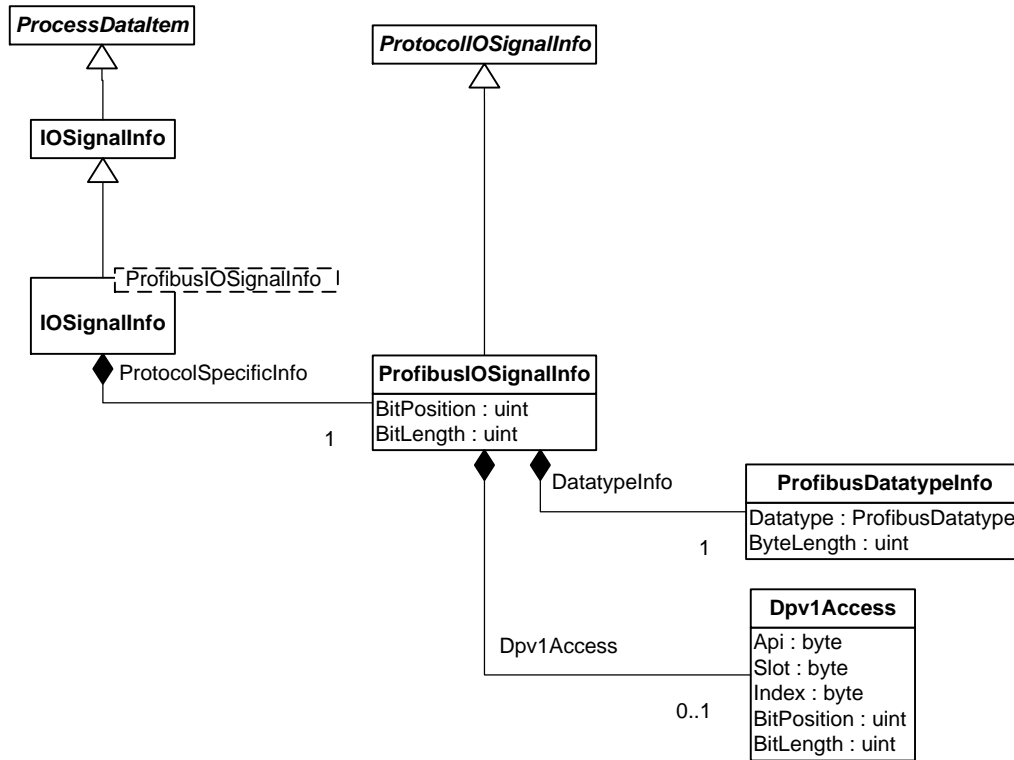 ProcessDataItem
ProtocolIOSignalInfo
IOSignalInfo
ProfibusIOSignalInfo
IOSignalInfo
ProtocolSpecificInfo
1
ProfibusIOSignalInfo
BitPosition : uint
BitLength : uint
DatatypeInfo
1
ProfibusDatatypeInfo
Datatype : ProfibusDatatype
ByteLength : uint
Dpv1Access
0..1
Dpv1Access
Api : byte
Slot : byte
Index : byte
BitPosition : uint
BitLength : uint